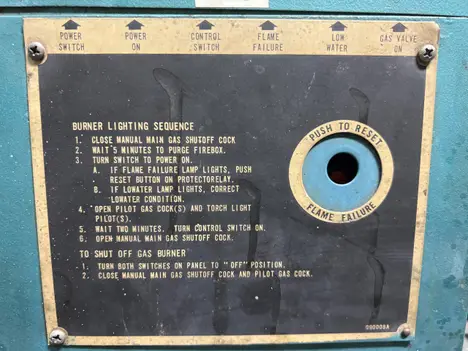 POWER SWITCH
POWER ON
CONTROL SWITCH
FLAME FAILURE
LOW WATER
GAS VALVE ON
BURNER LIGHTING SEQUENCE
1. CLOSE MANUAL MAIN GAS SHUTOFF COCK
2. WAIT 5 MINUTES TO PURGE FIREBOX.
3. TURN SWITCH TO POWER ON.
A. IF FLAME FAILURE LAMP LIGHTS, PUSH
RESET BUTTON ON PROTECTORELAY.
B. IF LOWATER LAMP LIGHTS, CORRECT
LOWATER CONDITION.
4. OPEN PILOT GAS COCK(S) AND TORCH LIGHT
PILOT(S).
5. WAIT TWO MINUTES. TURN CONTROL SWITCH ON.
6. OPEN MANUAL MAIN GAS SHUTOFF COCK.
TO SHUT OFF GAS BURNER
1. TURN BOTH SWITCHES ON PANEL TO "OFF" POSITION.
2. CLOSE MANUAL MAIN GAS SHUTOFF COCK AND PILOT GAS COCK.
PUSH TO RESET
FLAME FAILURE